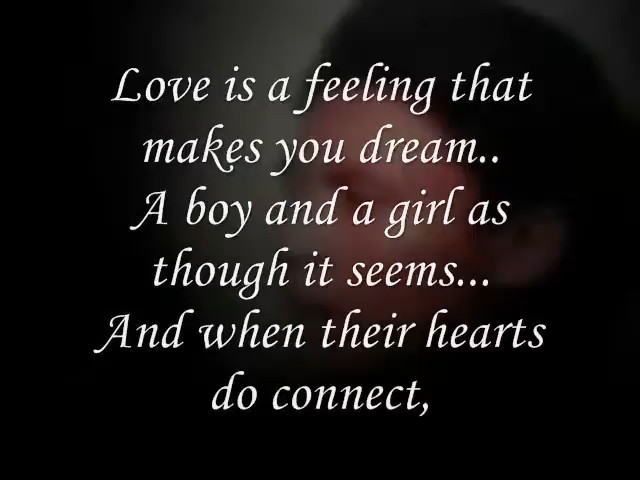 Love is a feeling that
makes you dream..
A boy and a girl as
though it seems...
And when their hearts
do connect,